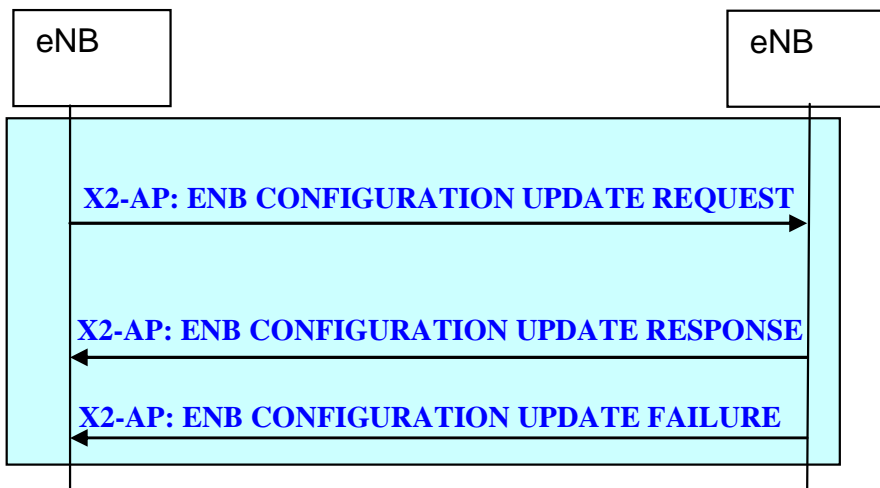 eNB
eNB
X2-AP: ENB CONFIGURATION UPDATE REQUEST
X2-AP: ENB CONFIGURATION UPDATE RESPONSE
X2-AP: ENB CONFIGURATION UPDATE FAILURE